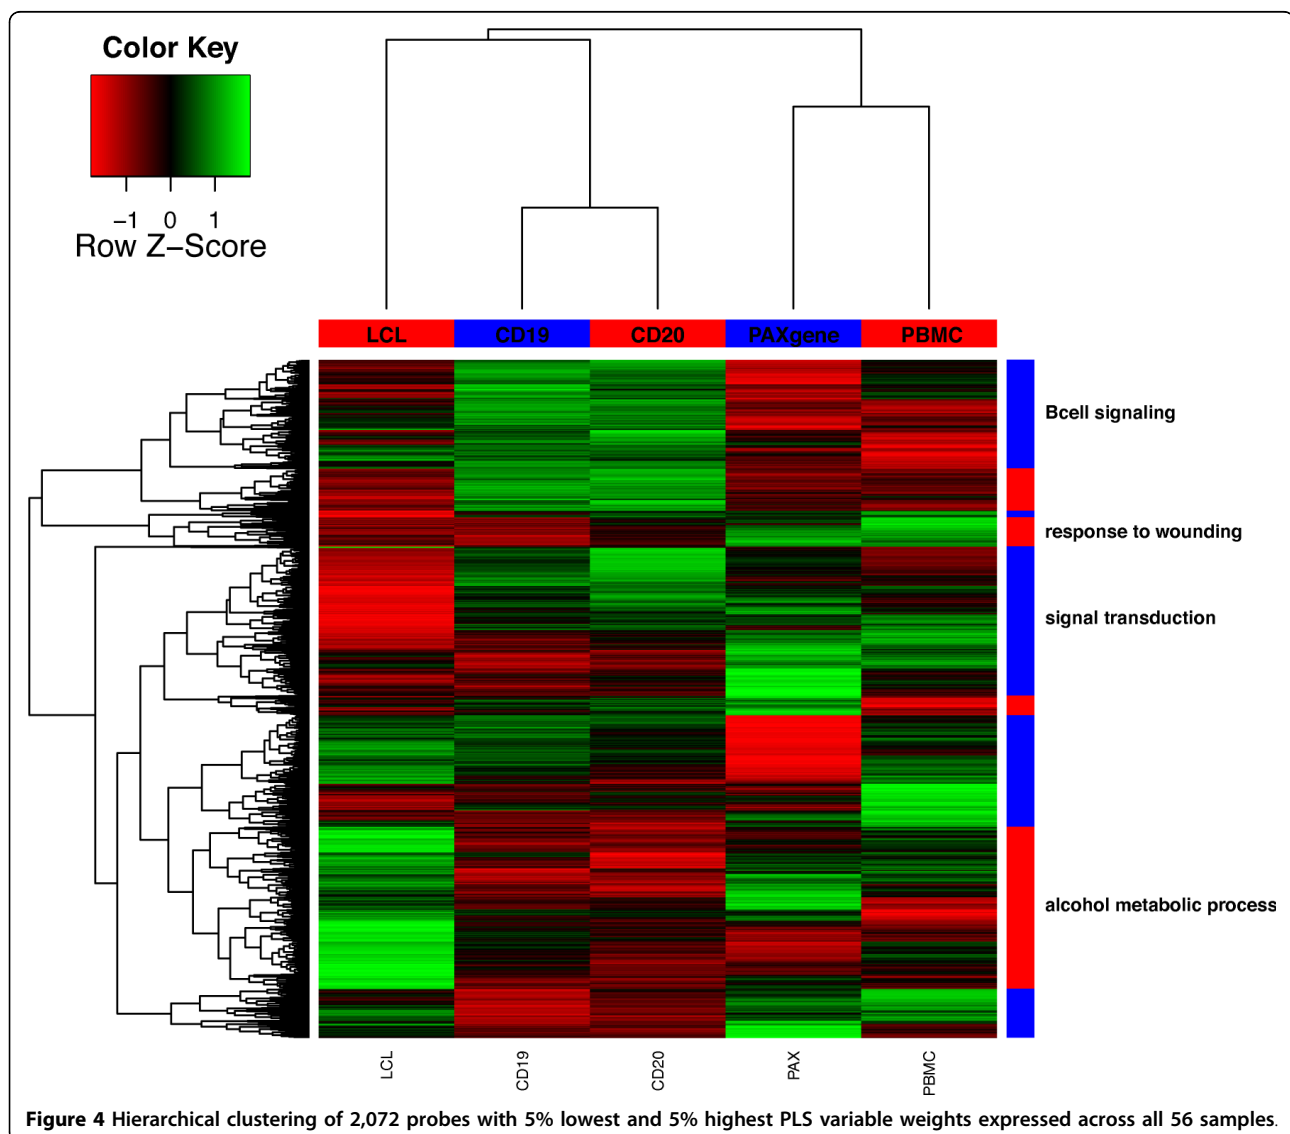 Color Key
−1 0 1
Row Z−Score
LCL CD19 CD20 PAXgene PBMC
Bcell signaling
response to wounding
signal transduction
alcohol metabolic process
LCL CD19 CD20 PAX PBMC
Figure 4 Hierarchical clustering of 2,072 probes with 5% lowest and 5% highest PLS variable weights expressed across all 56 samples.